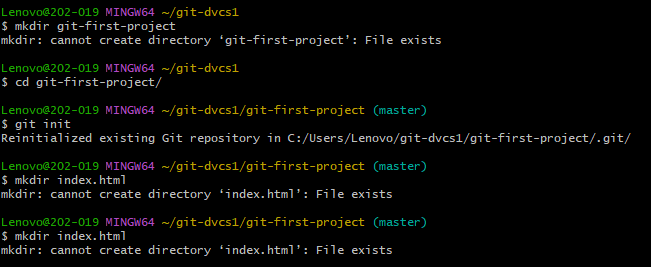 Lenovo@202-019 MINGW64 ~/git-dvcs1
$ mkdir git-first-project
mkdir: cannot create directory ‘git-first-project’: File exists
Lenovo@202-019 MINGW64 ~/git-dvcs1
$ cd git-first-project/
Lenovo@202-019 MINGW64 ~/git-dvcs1/git-first-project (master)
$ git init
Reinitialized existing Git repository in C:/Users/Lenovo/git-dvcs1/git-first-project/.git/
Lenovo@202-019 MINGW64 ~/git-dvcs1/git-first-project (master)
$ mkdir index.html
mkdir: cannot create directory ‘index.html’: File exists
Lenovo@202-019 MINGW64 ~/git-dvcs1/git-first-project (master)
$ mkdir index.html
mkdir: cannot create directory ‘index.html’: File exists